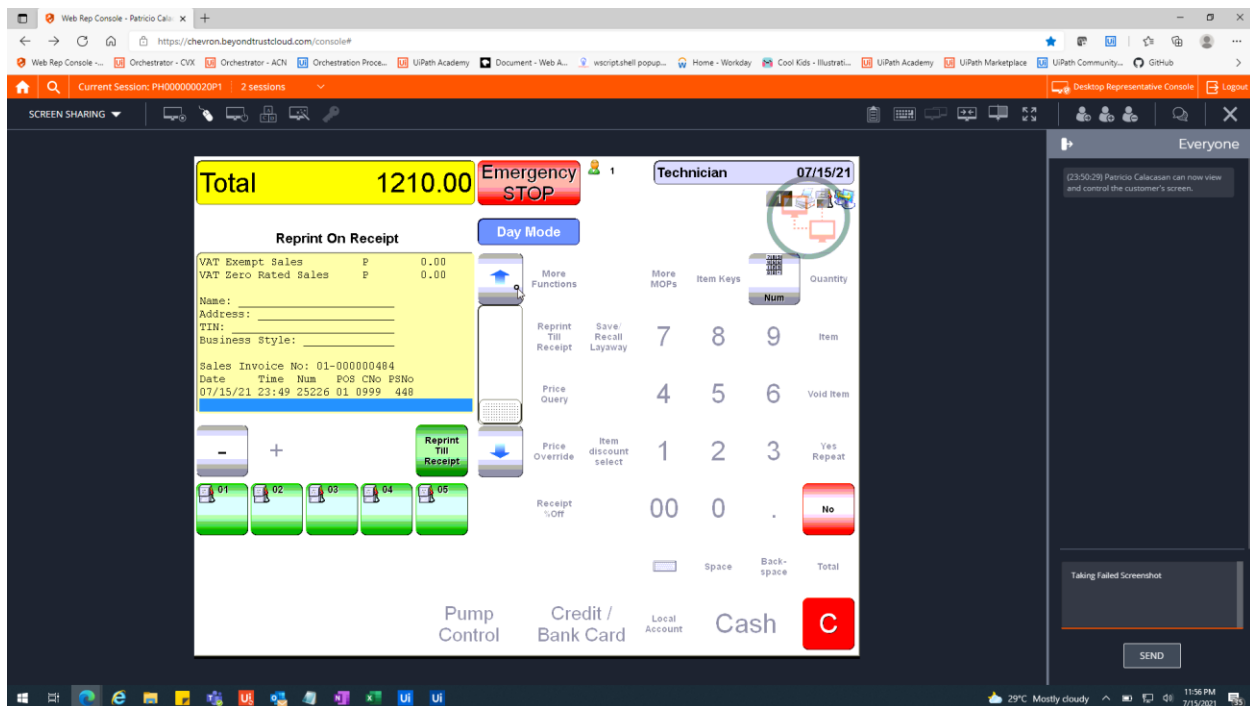 Web Rep Console - Patricio Cala
https://chevron.beyondtrustcloud.com/console#
Web Rep Console -... Orchestrator - CVX Orchestrator - ACN Orchestration Proce... UiPath Academy Document - Web A... wscript.shell popup... Home - Workday Cool Kids - Illustrati... UiPath Academy UiPath Marketplace UiPath Community... GitHub
Current Session: PH000000020P1 2 sessions Desktop Representative Console Logout
SCREEN SHARING
Everyone
(23:50:29) Patricio Calacasan can now view
and control the customer's screen.
Total 1210.00
Emergency
STOP
1
Technician 07/15/21
Reprint On Receipt
Day Mode
VAT Exempt Sales P 0.00
VAT Zero Rated Sales P 0.00
Name:
Address:
TIN:
Business Style:
Sales Invoice No: 01-000000484
Date Time Num POS CNo PSNo
07/15/21 23:49 25226 01 0999 448
More
Functions
More
MOPs
Item Keys
Num
Quantity
Reprint
Till
Receipt
Save/
Recall
Layaway
7 8 9
Item
Price
Query
4 5 6
Void Item
- +
Reprint
Till
Receipt
Price
Override
Item
discount
select
1 2 3
Yes
Repeat
01 02 03 04 05
Receipt
%Off
00 0 .
No
Space
Back-
space
Total
Pump
Control
Credit /
Bank Card
Local
Account
Cash
C
Taking Failed Screenshot
SEND
29°C Mostly cloudy
11:56 PM
7/15/2021